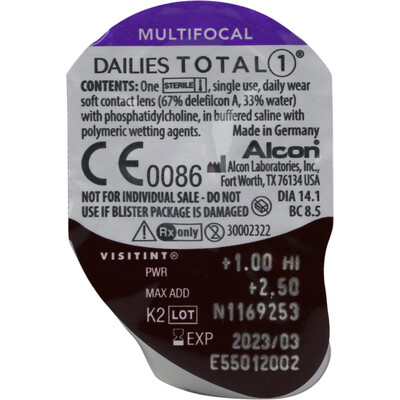 MULTIFOCAL
DAILIES TOTAL 1®
CONTENTS: One STERILE, single use, daily wear
soft contact lens (67% delefilcon A, 33% water)
with phosphatidylcholine, in buffered saline with
polymeric wetting agents. Made in Germany
CE 0086 Alcon®
Alcon Laboratories, Inc.,
Fort Worth, TX 76134 USA
NOT FOR INDIVIDUAL SALE - DO NOT DIA 14.1
USE IF BLISTER PACKAGE IS DAMAGED BC 8.5
Rx only 2 30002322
VISITINT®
PWR +1.00 HI
MAX ADD +2,50
K2 LOT N1169253
EXP 2023/03
E55012002